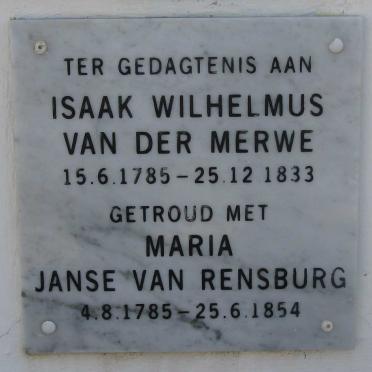 TER GEDAGTENIS AAN
ISAAK WILHELMUS
VAN DER MERWE
15.6.1785-25.12 1833
GETROUD MET
MARIA
JANSE VAN RENSBURG
4.8.1785-25.6.1854